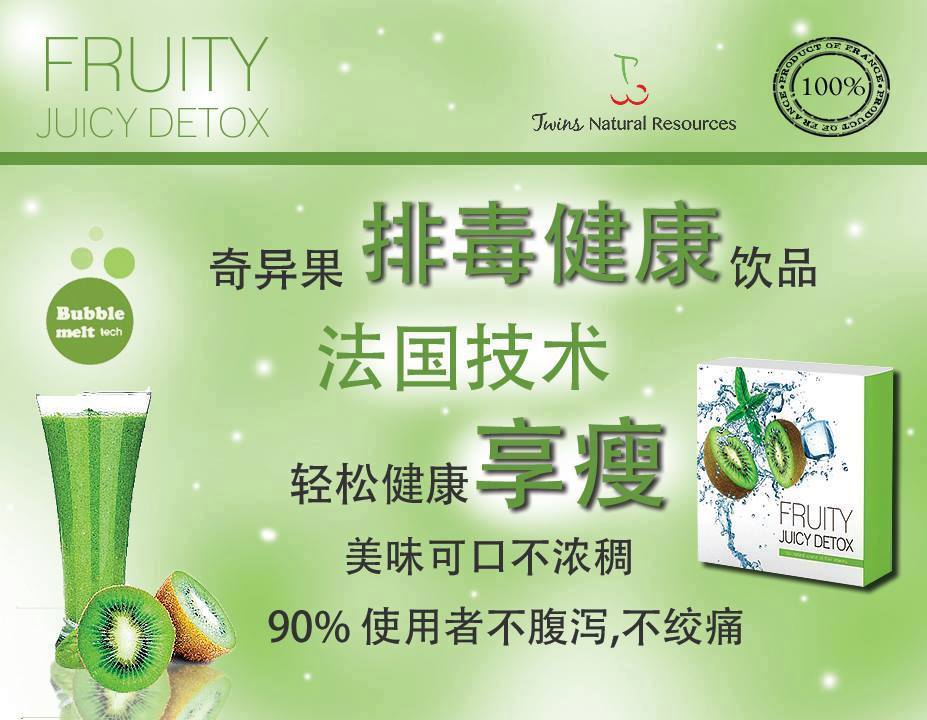 FRUITY
JUICY DETOX
Twins Natural Resources
PRODUCT OF FRANCE
100%
PRODUCT OF FRANCE
奇异果 排毒健康 饮品
Bubble
melt tech
法国技术
轻松健康 享瘦
美味可口不浓稠
90% 使用者不腹泻,不绞痛
FRUITY
JUICY DETOX